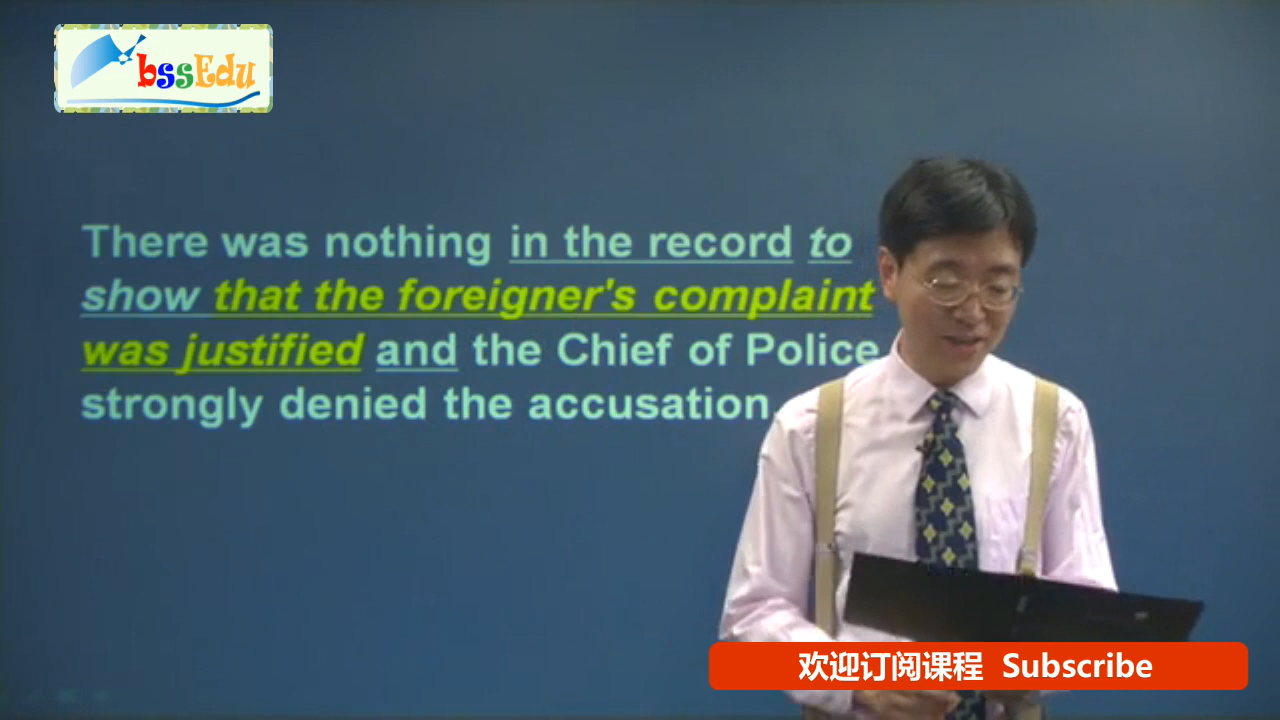 bssEdu
There was nothing in the record to
show that the foreigner's complaint
was justified and the Chief of Police
strongly denied the accusation.
欢迎订阅课程 Subscribe